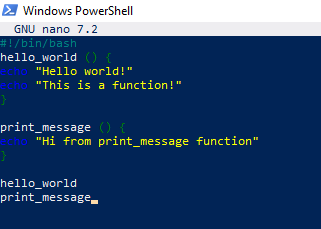 Windows PowerShell
GNU nano 7.2
#!/bin/bash
hello_world () {
echo "Hello world!"
echo "This is a function!"
}
print_message () {
echo "Hi from print_message function"
}
hello_world
print_message